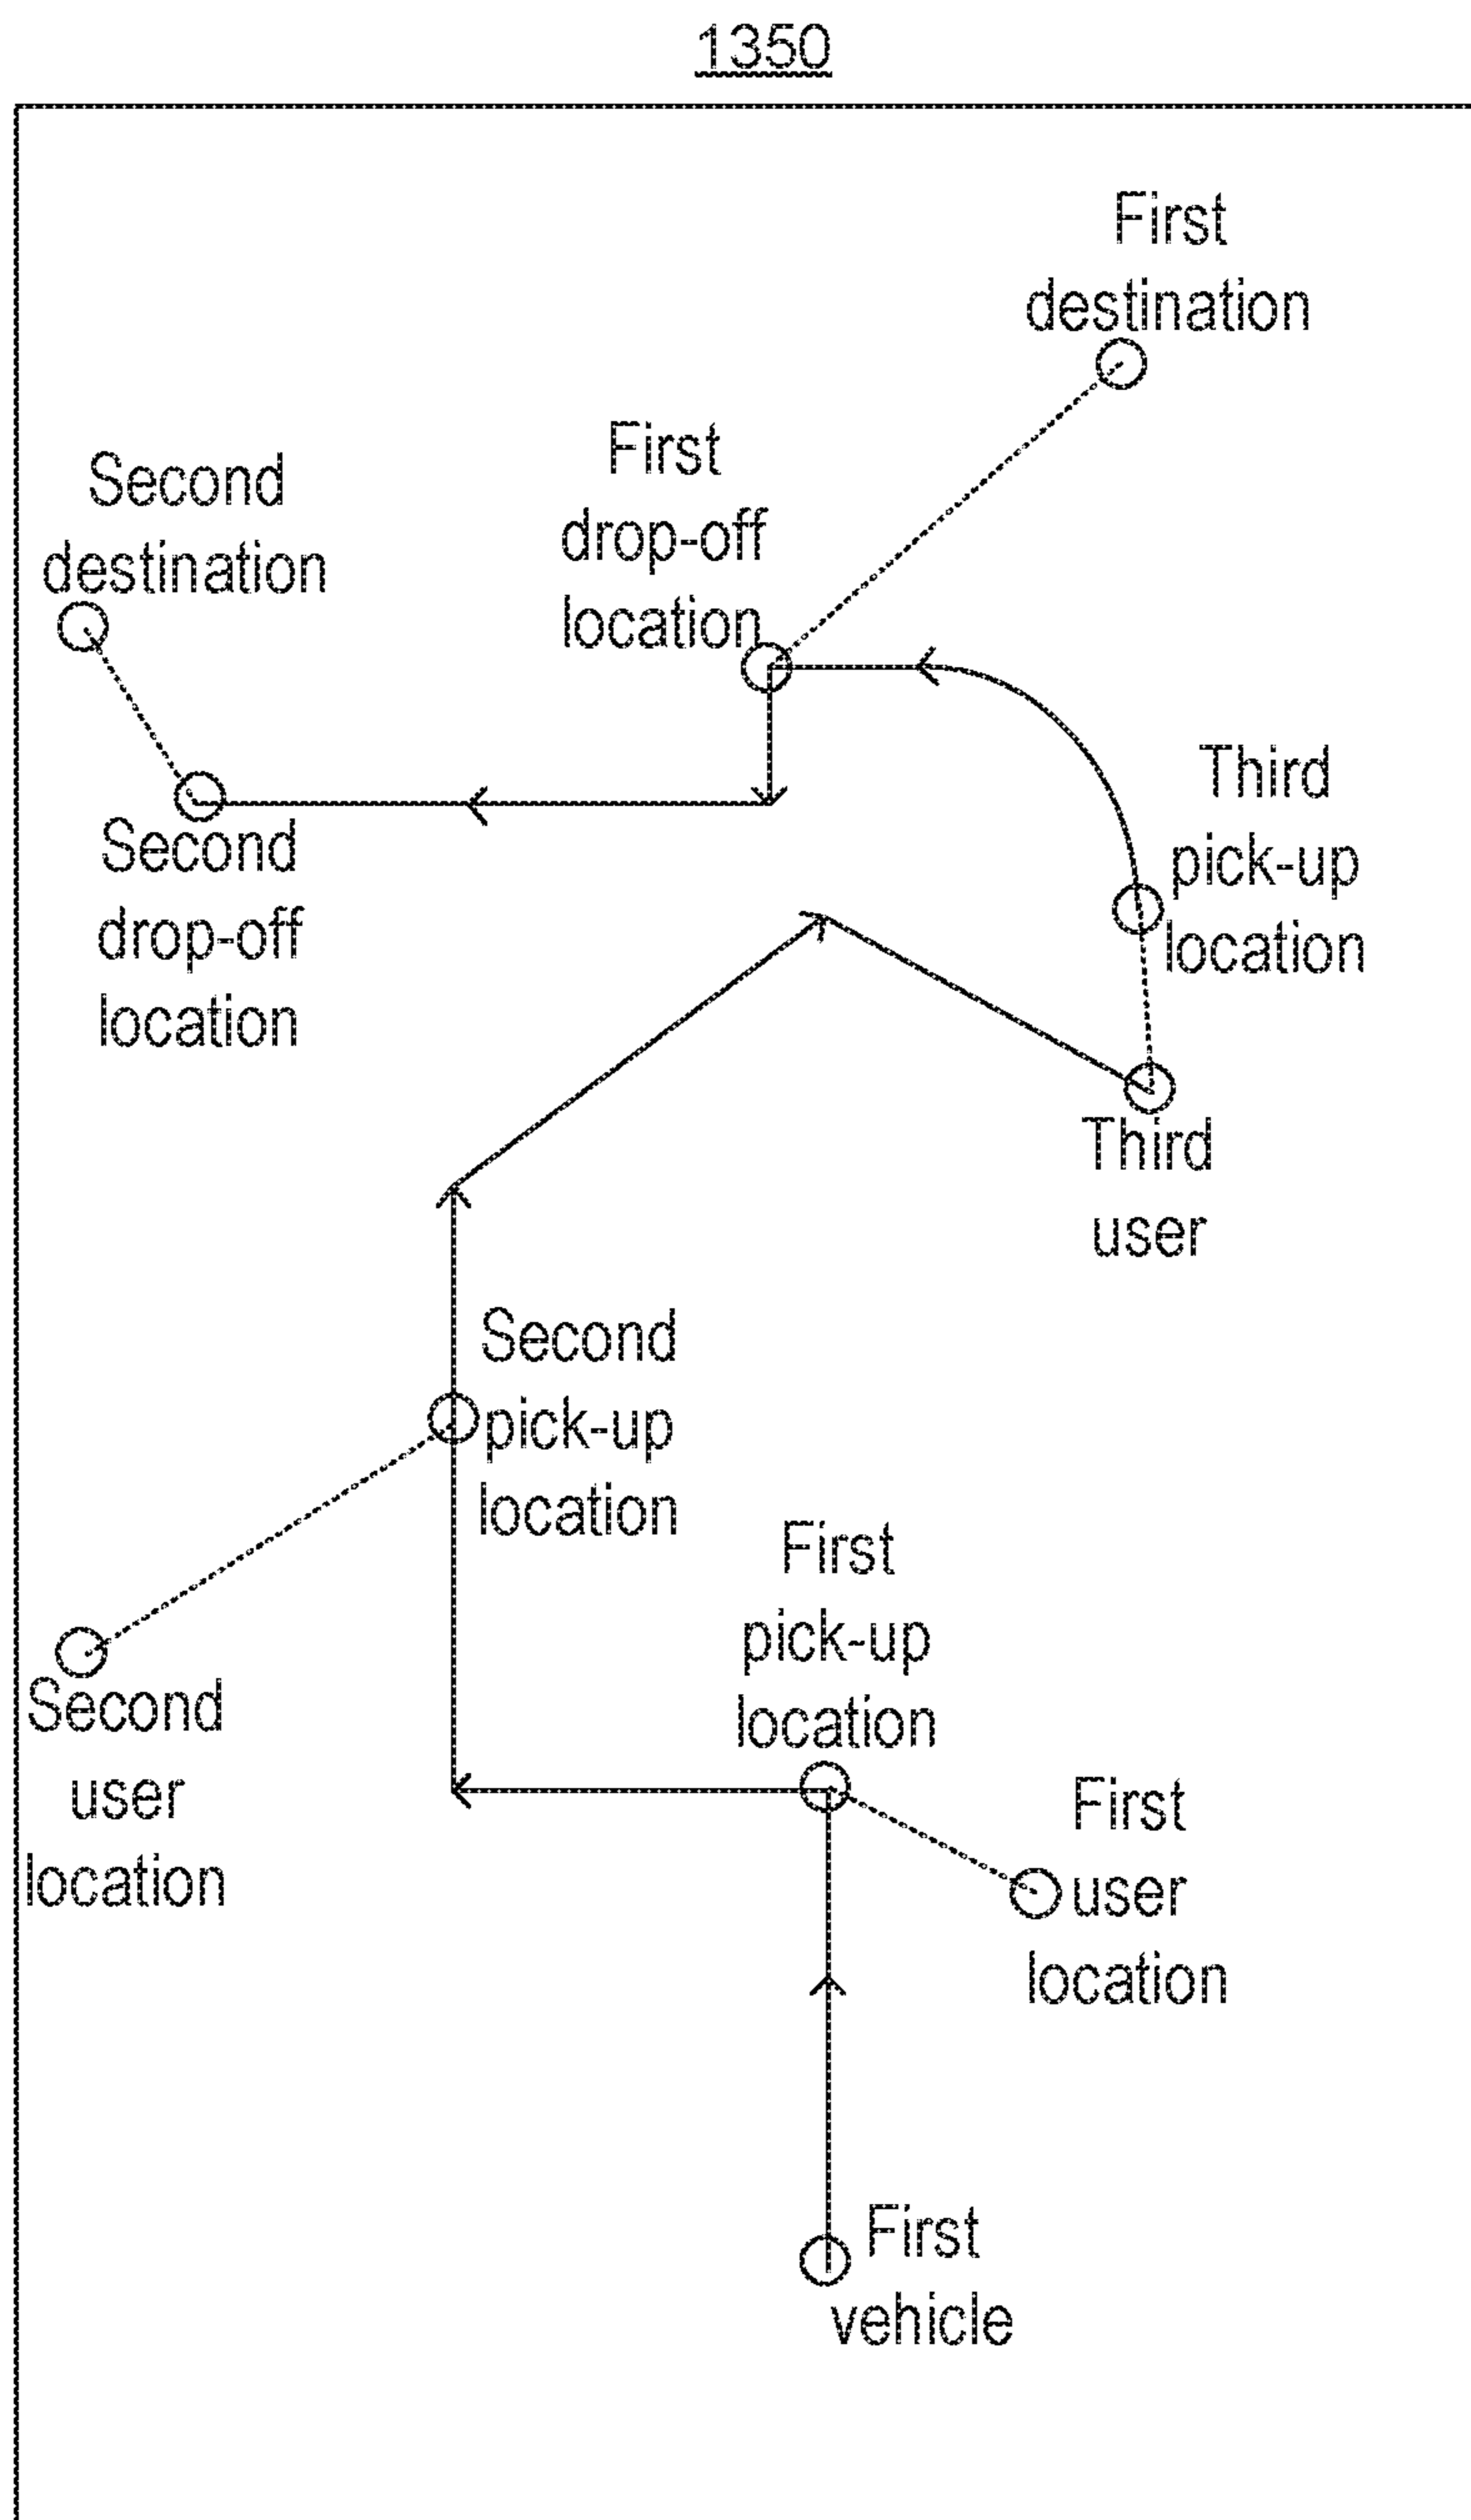 1350
First
destination
First
drop-off
location
Second
destination
Third
pick-up
location
Second
drop-off
location
Third
user
Second
pick-up
location
First
pick-up
location
Second
user
location
First
user
location
First
vehicle